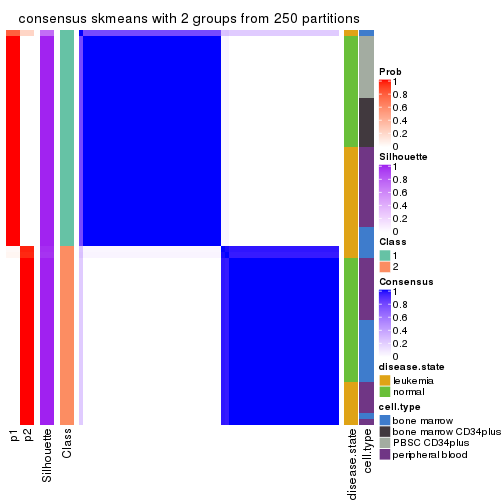 consensus skmeans with 2 groups from 250 partitions
Prob
1
0.8
0.6
0.4
0.2
0
Silhouette
1
0.8
0.6
0.4
0.2
0
Class
1
2
Consensus
1
0.8
0.6
0.4
0.2
0
disease.state
leukemia
normal
cell.type
bone marrow
bone marrow CD34plus
PBSC CD34plus
peripheral blood
p1
p2
Silhouette
Class
disease.state
cell.type